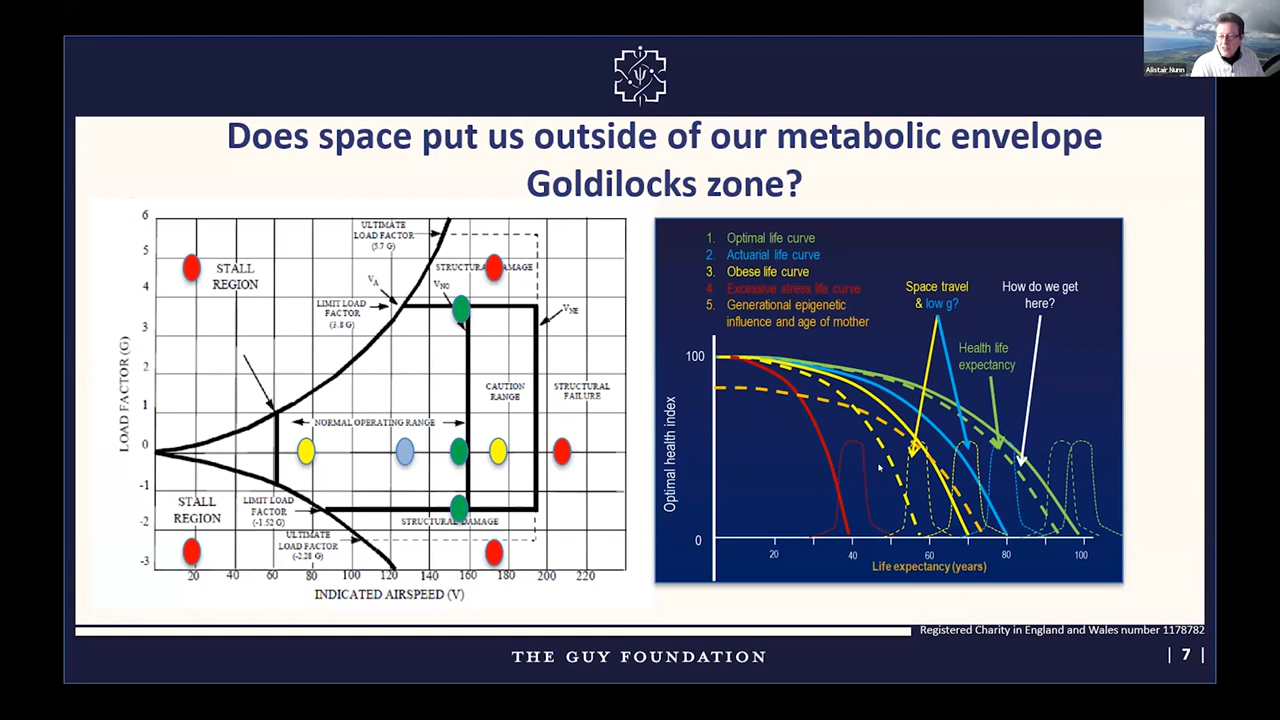 Alistair Nunn
Does space put us outside of our metabolic envelope
Goldilocks zone?
6
5
4
3
2
1
0
-1
-2
-3
LOAD FACTOR (G)
STALL
REGION
ULTIMATE
LOAD FACTOR
(5.7 G)
STRUCTURAL DAMAGE
VA
VNO
LIMIT LOAD
FACTOR
(3.8 G)
VNE
CAUTION
RANGE
STRUCTURAL
FAILURE
NORMAL OPERATING RANGE
STALL
REGION
LIMIT LOAD
FACTOR
(-1.52 G)
STRUCTURAL DAMAGE
ULTIMATE
LOAD FACTOR
(-2.28 G)
20 40 60 80 100 120 140 160 180 200 220
INDICATED AIRSPEED (V)
1. Optimal life curve
2. Actuarial life curve
3. Obese life curve
4 Excessive stress life curve
5. Generational epigenetic
influence and age of mother
Space travel
& low g?
How do we get
here?
Health life
expectancy
100
0
Optimal health index
20 40 60 80 100
Life expectancy (years)
Registered Charity in England and Wales number 1178782
THE GUY FOUNDATION
| 7 |